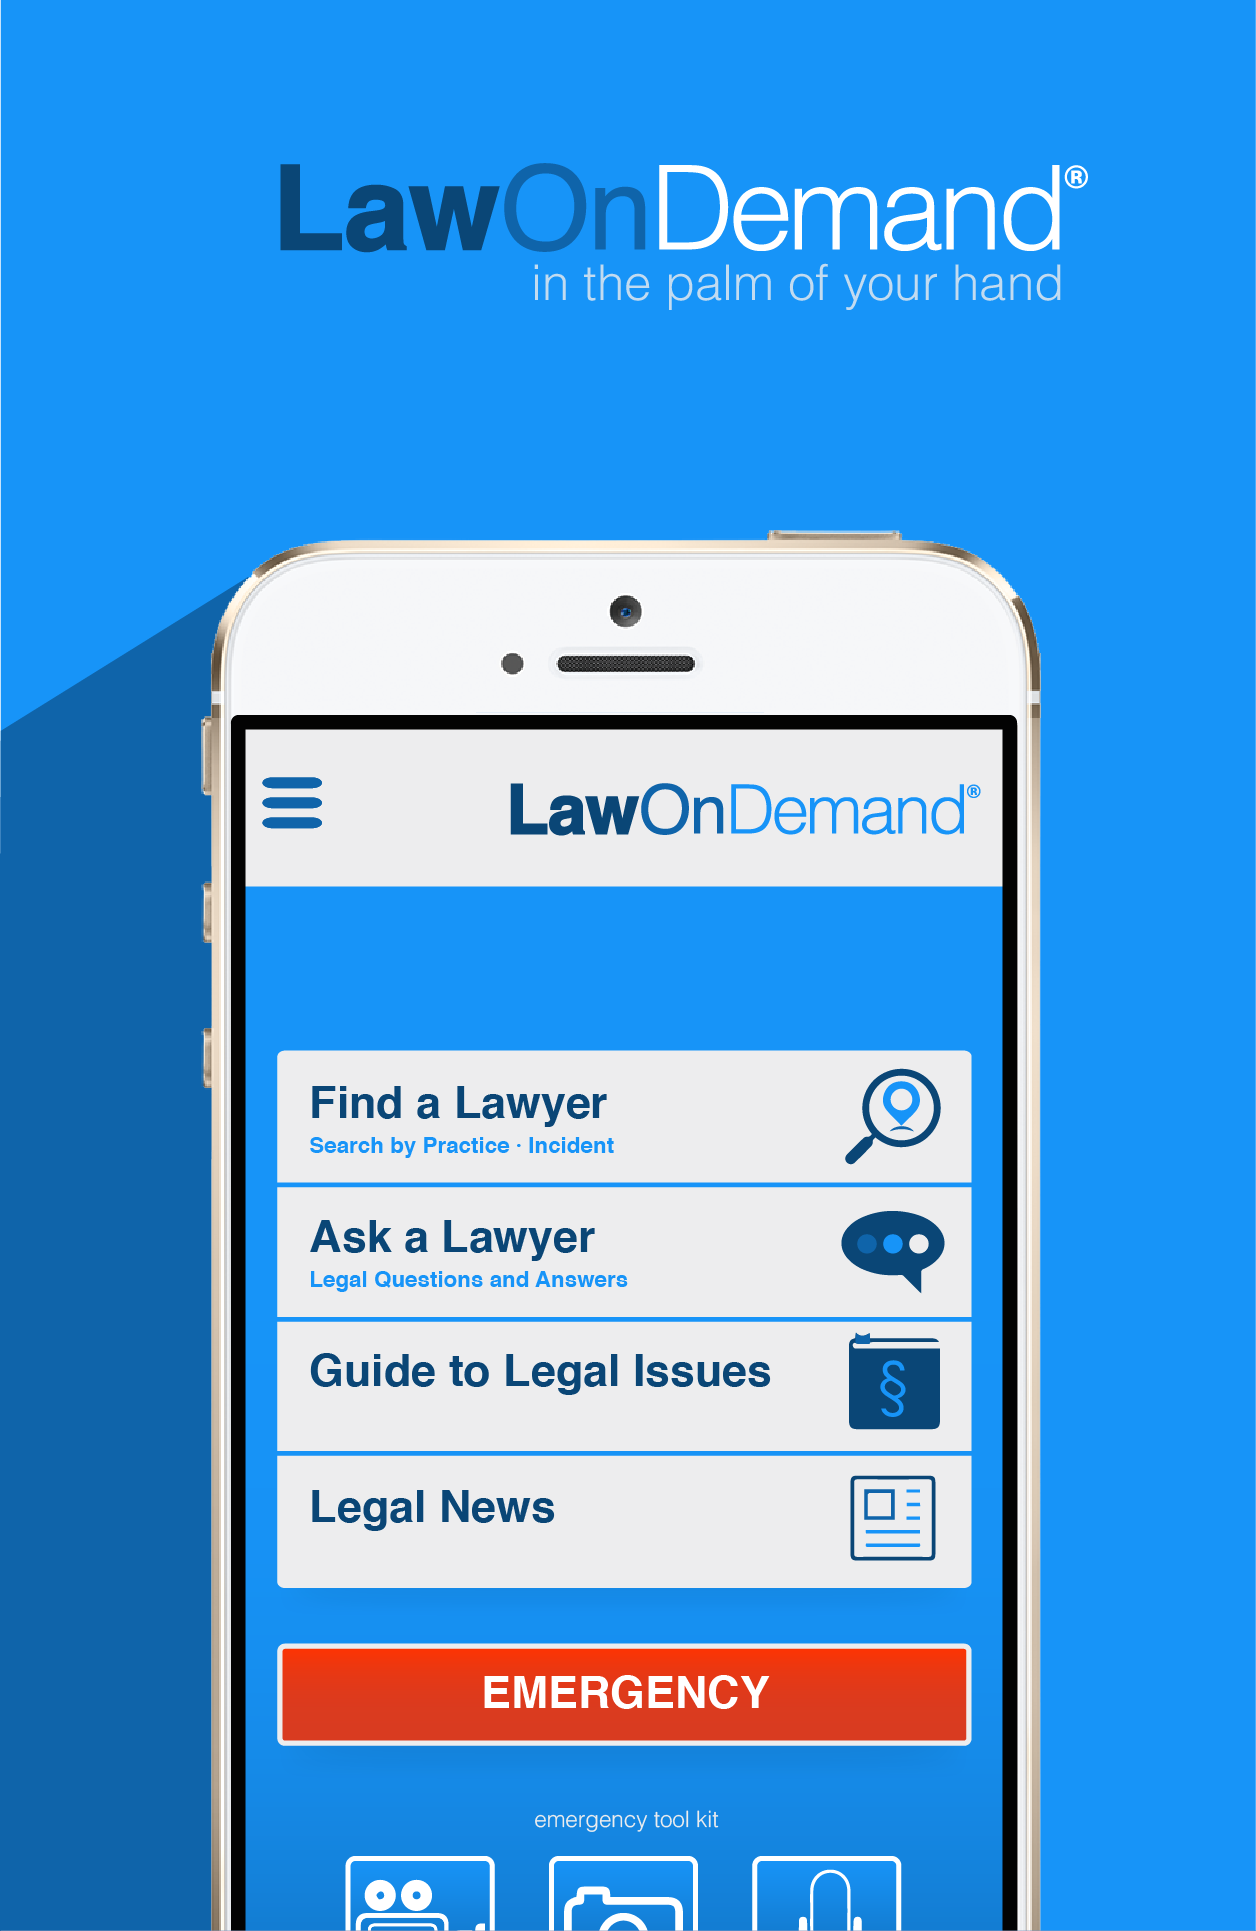 LawOnDemand®
in the palm of your hand
LawOnDemand®
Find a Lawyer
Search by Practice · Incident
Ask a Lawyer
Legal Questions and Answers
Guide to Legal Issues
§
Legal News
EMERGENCY
emergency tool kit